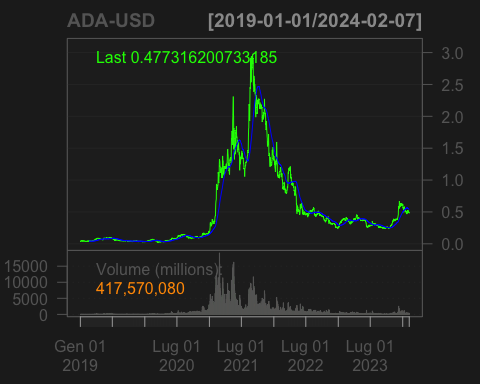 ADA-USD [2019-01-01/2024-02-07]
Last 0.477316200733185
3.0
2.5
2.0
1.5
1.0
0.5
0.0
Volume (millions):
417,570,080
15000
10000
5000
0
Gen 01 2019
Lug 01 2020
Lug 01 2021
Lug 01 2022
Lug 01 2023